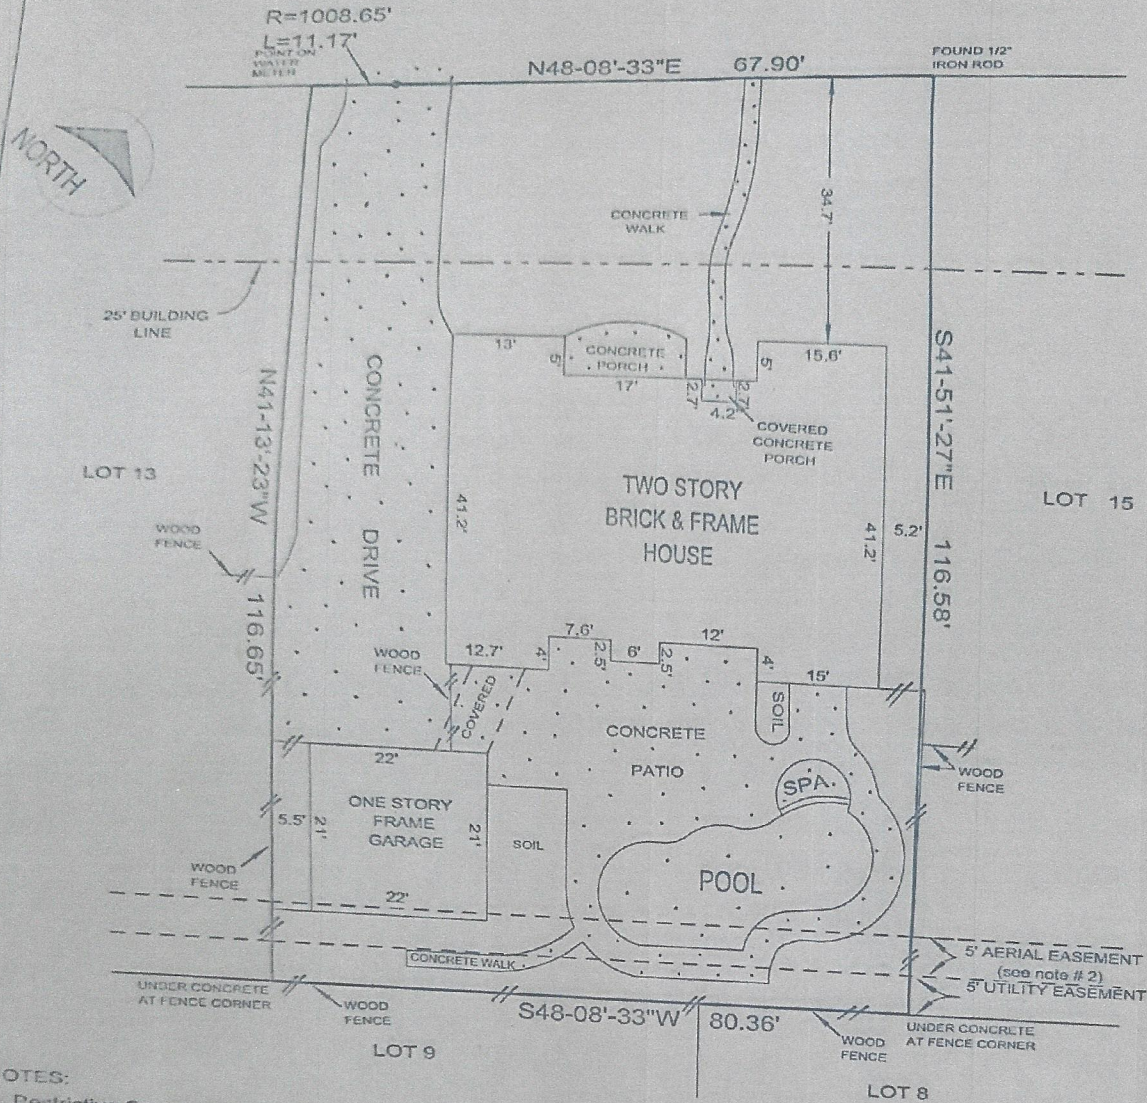 R=1008.65'
L=11.17'
POINT ON
WATER
METER
N48-08'-33"E 67.90'
FOUND 1/2"
IRON ROD
NORTH
CONCRETE
WALK
34.7'
25' BUILDING
LINE
13'
5'
CONCRETE
PORCH
17'
2.7'
4.2'
2.7'
5'
15.6'
COVERED
CONCRETE
PORCH
N41-13'-23"W 116.65'
CONCRETE DRIVE
S41-51'-27"E 116.58'
LOT 13
LOT 15
TWO STORY
BRICK & FRAME
HOUSE
41.2'
41.2'
5.2'
WOOD
FENCE
WOOD
FENCE
12.7'
4'
7.6'
2.5'
6'
2.5'
12'
4'
15'
COVERED
SOIL
CONCRETE
PATIO
SPA
WOOD
FENCE
22'
ONE STORY
FRAME
GARAGE
5.5'
21'
21'
22'
SOIL
POOL
WOOD
FENCE
CONCRETE WALK
5' AERIAL EASEMENT
(see note # 2)
5' UTILITY EASEMENT
UNDER CONCRETE
AT FENCE CORNER
WOOD
FENCE
S48-08'-33"W 80.36'
WOOD
FENCE
UNDER CONCRETE
AT FENCE CORNER
LOT 9
LOT 8
OTES: